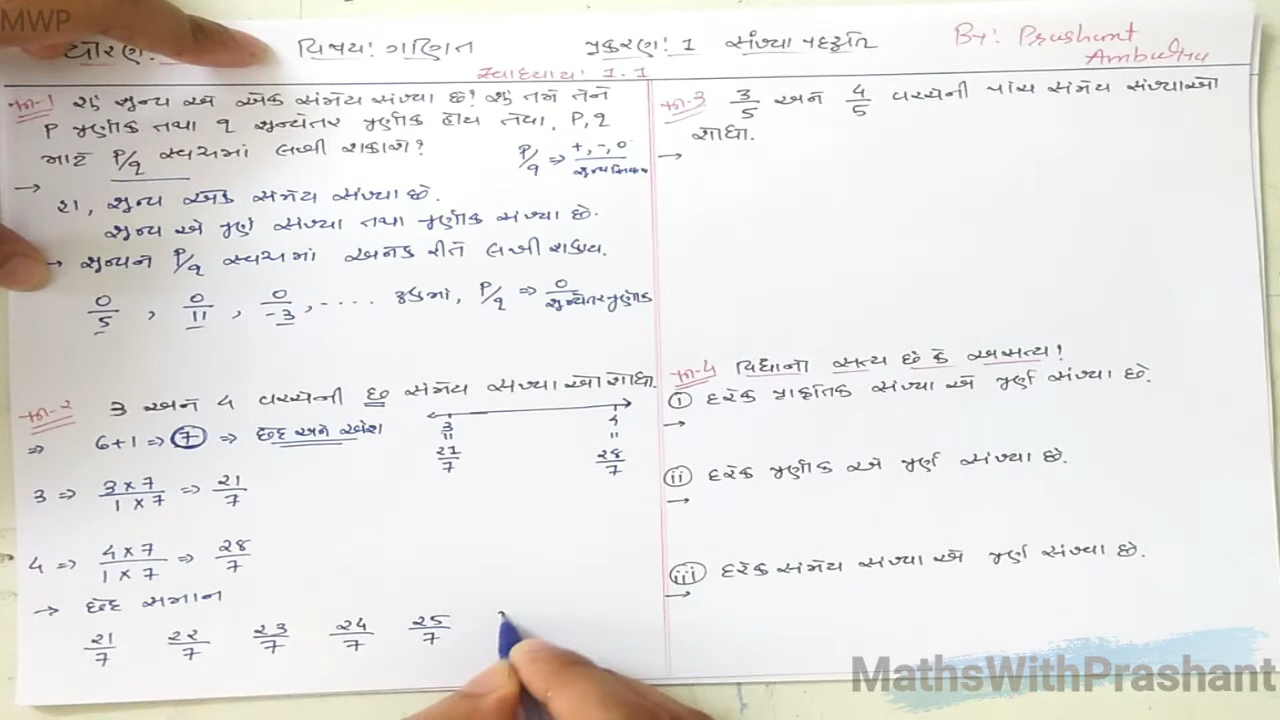 MWP
ધોરણ: વિષય: ગણિત પ્રકરણ: 1 સંખ્યા પદ્ધતિ
By: Prashant
Ambaliya
સ્વાધ્યાય: 1.1
પ્ર-1 શું શૂન્ય એ એક સંમેય સંખ્યા છે? શું તમે તેને
P પૂર્ણાંક તથા q શૂન્યેતર પૂર્ણાંક હોય તેવા, P,q
માટે P/q સ્વરૂપમાં લખી શકાશે?
P/q ⇒ +,-,0
→ હા, શૂન્ય એક સંમેય સંખ્યા છે.
શૂન્ય એ પૂર્ણ સંખ્યા તથા પૂર્ણાંક સંખ્યા છે.
→ શૂન્યને P/q સ્વરૂપમાં અનેક રીતે લખી શકાય.
0/5 , 0/11 , 0/-3 , -.... ટૂંકમાં, P/q ⇒ 0/શૂન્યેતર પૂર્ણાંક
પ્ર-૨ 3 અને 4 વચ્ચેની છ સંમેય સંખ્યાઓ શોધો.
⇒ 6+1 ⇒ 7 ⇒ છેદ અને અંશ
3 4
॥ ॥
21/7 28/7
3 ⇒ 3×7/1×7 ⇒ 21/7
4 ⇒ 4×7/1×7 ⇒ 28/7
→ છેદ સમાન
21/7 22/7 23/7 24/7 25/7
પ્ર-3 3/5 અને 4/5 વચ્ચેની પાંચ સંમેય સંખ્યાઓ
શોધો.
→
પ્ર-4 વિધાનો સત્ય છે કે અસત્ય?
(i) દરેક પ્રાકૃતિક સંખ્યા એ પૂર્ણ સંખ્યા છે.
→
(ii) દરેક પૂર્ણાંક એ પૂર્ણ સંખ્યા છે.
→
(iii) દરેક સંમેય સંખ્યા એ પૂર્ણ સંખ્યા છે.
→
MathsWithPrashant